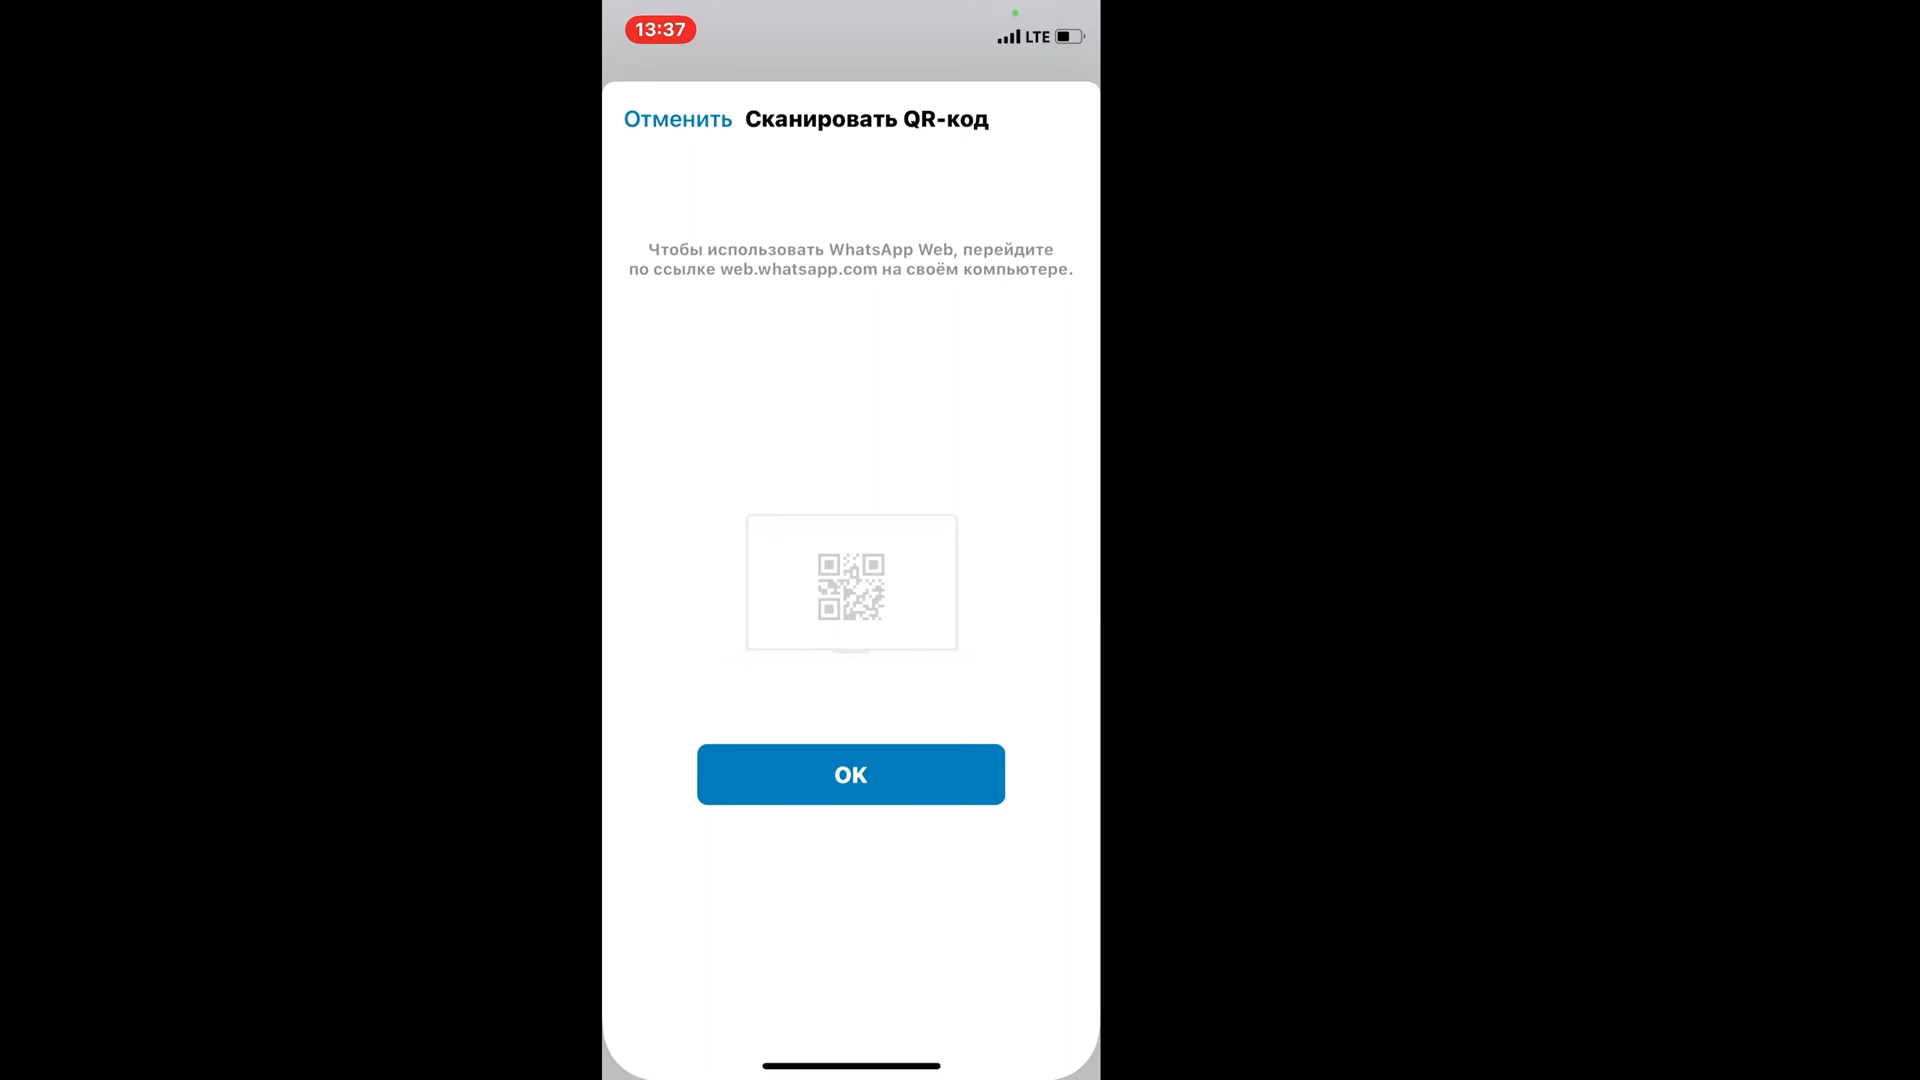 13:37
LTE
Отменить Сканировать QR-код
Чтобы использовать WhatsApp Web, перейдите
по ссылке web.whatsapp.com на своём компьютере.
OK